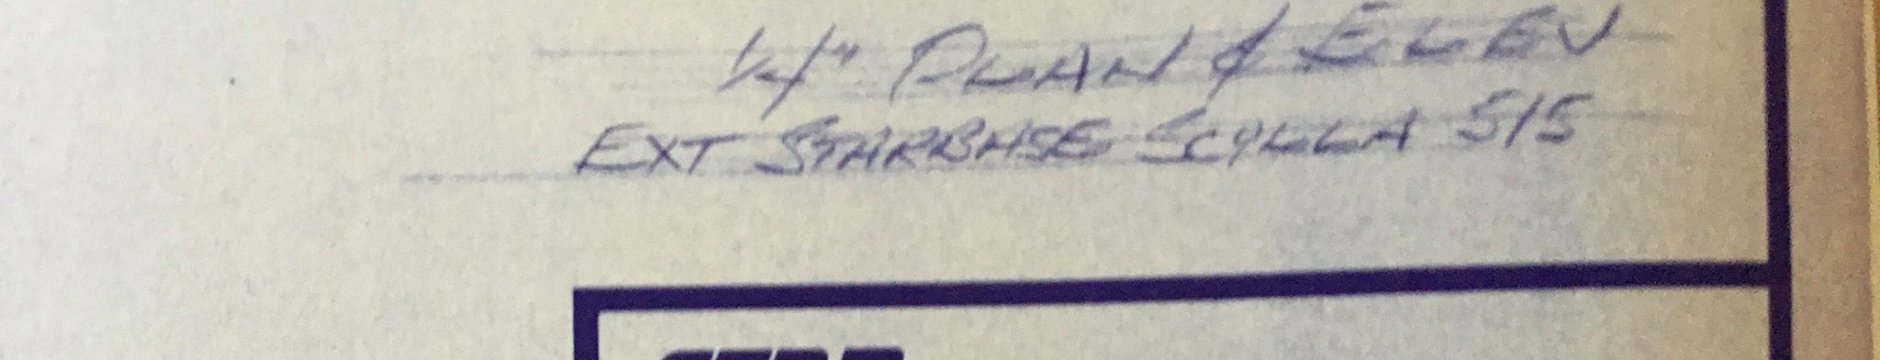 1/4" PLAN & ELEV
EXT STARBASE SCYLLA 515